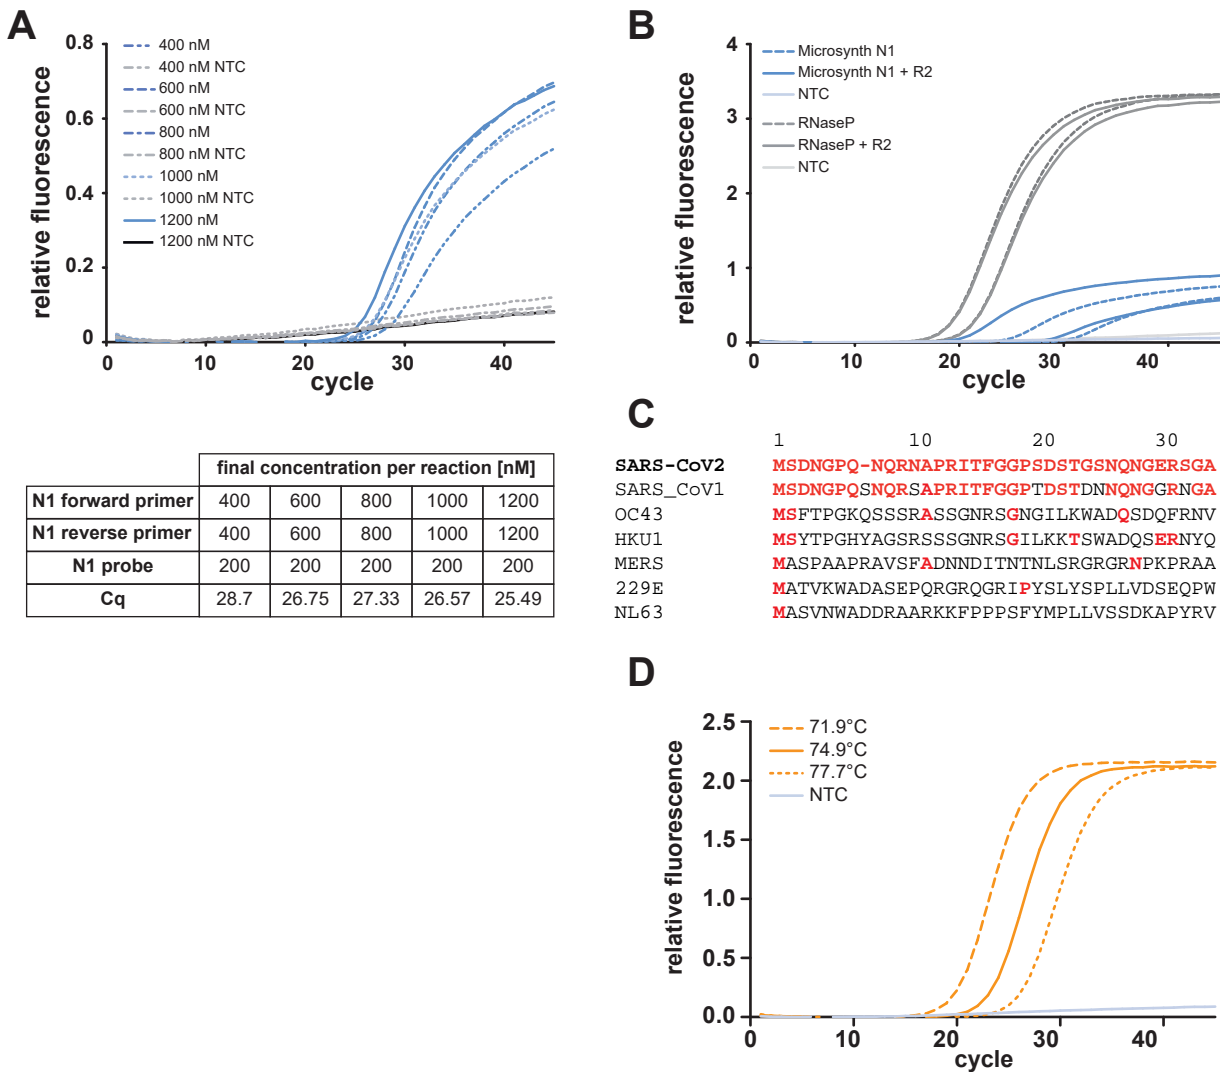 A
0.8
0.6
0.4
0.2
0
relative fluorescence
400 nM
400 nM NTC
600 nM
600 nM NTC
800 nM
800 nM NTC
1000 nM
1000 nM NTC
1200 nM
1200 nM NTC
10 20 30 40
cycle
final concentration per reaction [nM]
N1 forward primer 400 600 800 1000 1200
N1 reverse primer 400 600 800 1000 1200
N1 probe 200 200 200 200 200
Cq 28.7 26.75 27.33 26.57 25.49
B
4
3
2
1
0
relative fluorescence
Microsynth N1
Microsynth N1 + R2
NTC
RNaseP
RNaseP + R2
NTC
10 20 30 40
cycle
C
1 10 20 30
SARS-CoV2 MSDNGPQ-NQRNAPRITFGGPSDSTGSNQNGERSGA
SARS_CoV1 MSDNGPQSNQRSAPRITFGGPTDSTDNNQNGGRNGA
OC43 MSFTPGKQSSSRASSGNRSGNGILKWADQSDQFRNV
HKU1 MSYTPGHYAGSRSSSGNRSGILKKTSWADQSERNYQ
MERS MASPAAPRAVSFADNNDITNTNLSRGRGRNPKPRAA
229E MATVKWADASEPQRGRQGRIPYSLYSPLLVDSEQPW
NL63 MASVNWADDRAARKKFPPPSFYMPLLVSSDKAPYRV
D
2.5
2.0
1.5
1.0
0.5
0.0
relative fluorescence
71.9°C
74.9°C
77.7°C
NTC
0 10 20 30 40
cycle